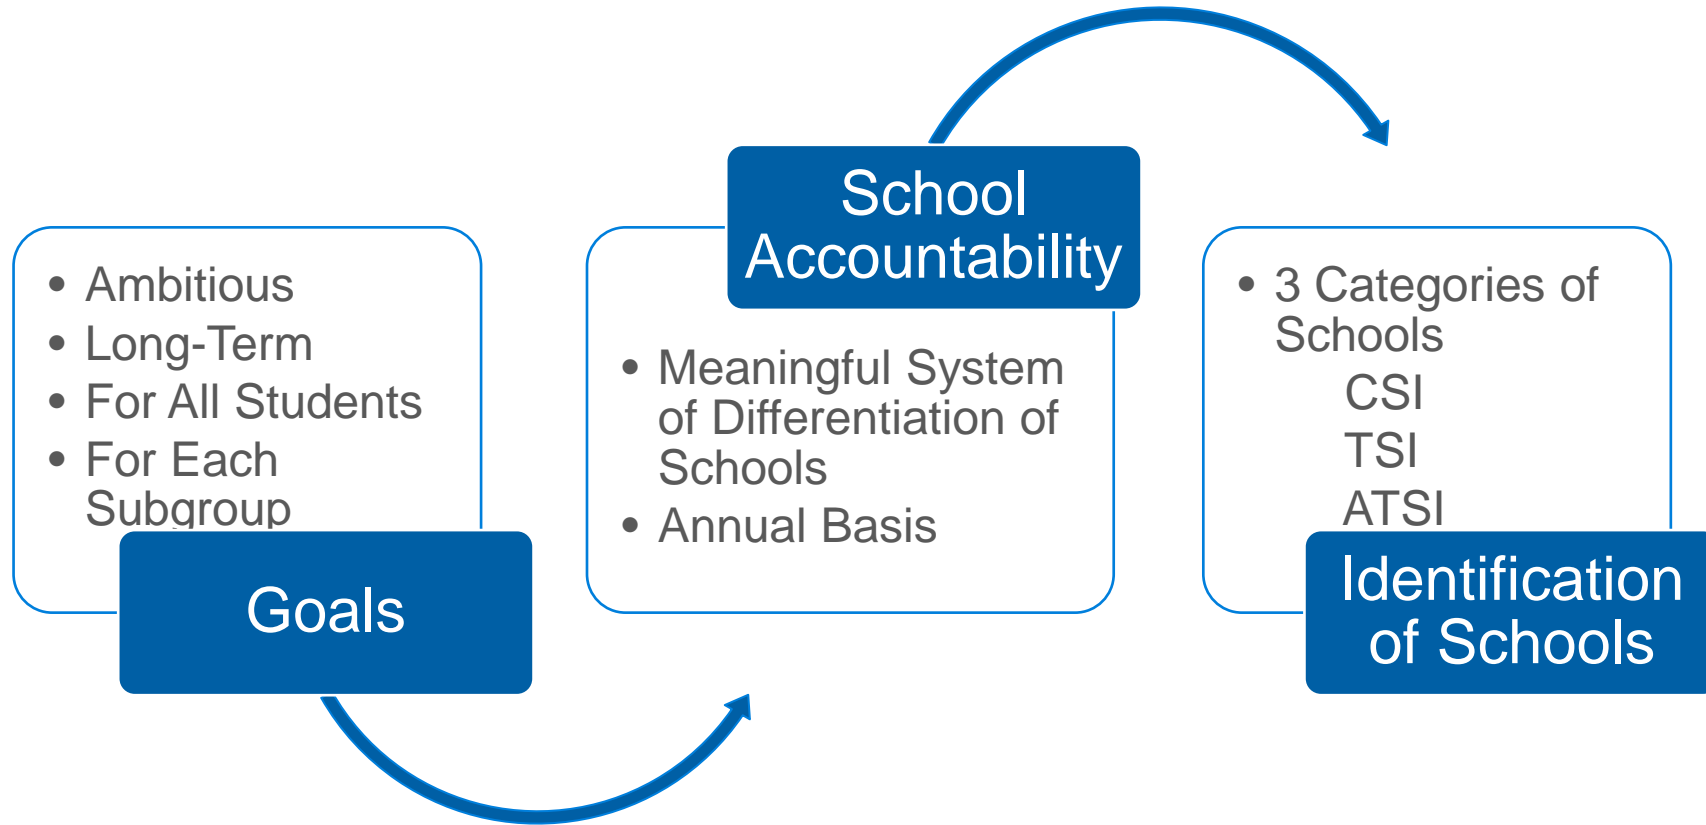 • Ambitious
• Long-Term
• For All Students
• For Each
Subgroup
Goals
School
Accountability
• Meaningful System
of Differentiation of
Schools
• Annual Basis
• 3 Categories of
Schools
CSI
TSI
ATSI
Identification
of Schools